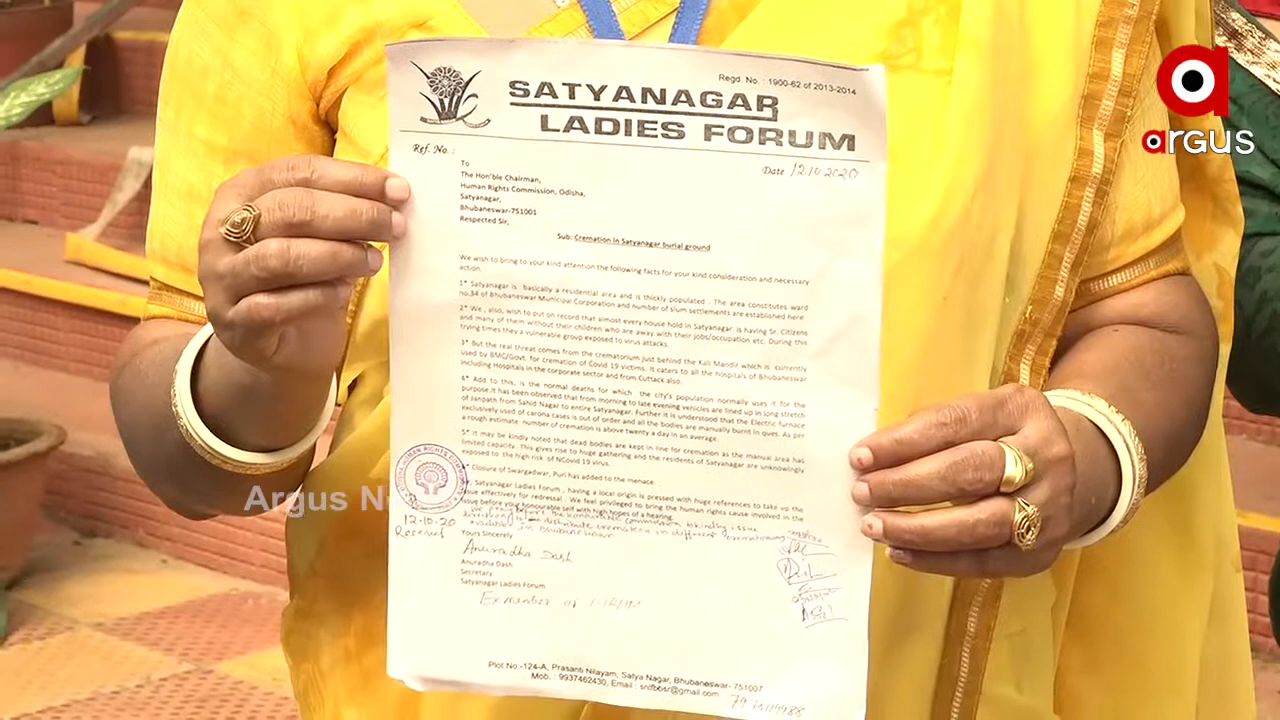 argus
Regd. No. : 1900-62 of 2013-2014
SATYANAGAR
LADIES FORUM
Ref. No. :
Date 12.10.2020
To
The Hon'ble Chairman,
Human Rights Commission, Odisha,
Satyanagar,
Bhubaneswar-751001
Respected Sir,
Sub: Cremation in Satyanagar burial ground
We wish to bring to your kind attention the following facts for your kind consideration and necessary
action.
1* Satyanagar is basically a residential area and is thickly populated . The area constitutes ward
no.34 of Bhubaneswar Municipal Corporation and number of slum settlements are established here.
2* We , also, wish to put on record that almost every house hold in Satyanagar is having Sr. Citizens
and many of them without their children who are away with their jobs/occupation etc. During this
trying times they a vulnerable group exposed to virus attacks.
3* But the real threat comes from the crematorium just behind the Kali Mandir which is currently
used by BMC/Govt. for cremation of Covid 19 victims. It caters to all the hospitals of Bhubaneswar
including Hospitals in the corporate sector and from Cuttack also.
4* Add to this, is the normal deaths for which the city's population normally uses it for the
purpose.It has been observed that from morning to late evening vehicles are lined up in long stretch
of Janpath from Sahid Nagar to entire Satyanagar. Further it is understood that the Electric furnace
exclusively used of carona cases is out of order and all the bodies are manually burnt in ques. As per
a rough estimate number of cremation is above twenty a day in an average.
5* It may be kindly noted that dead bodies are kept in line for cremation as the manual area has
limited capacity. This gives rise to huge gathering and the residents of Satyanagar are unknowingly
exposed to the high risk of NCovid 19 virus.
Closure of Swargadwar, Puri has added to the menace.
Sir, Satyanagar Ladies Forum , having a local origin is pressed with huge references to take up the
issue effectively for redressal . We feel privileged to bring the human rights cause involved in the
issue before your honourable self with high hopes of a hearing.
commission kindly issue
cremation in different
available in Bhubaneswar
12-10-20
Received
Yours Sincerely
Anuradha Dash
Anuradha Dash
Secretary
Satyanagar Ladies Forum
Ex member of
Plot No.-124-A, Prasanti Nilayam, Satya Nagar, Bhubaneswar- 751007
Mob. : 9937462430, Email : snlfbbsr@gmail.com
Argus N